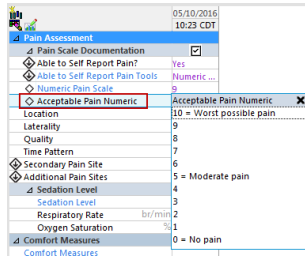 05/10/2016
10:23 CDT
Pain Assessment
Pain Scale Documentation
Able to Self Report Pain? Yes
Able to Self Report Pain Tools Numeric ...
Numeric Pain Scale 9
Acceptable Pain Numeric Acceptable Pain Numeric X
Location 10 = Worst possible pain
Laterality 9
Quality 8
Time Pattern 7
Secondary Pain Site 6
Additional Pain Sites 5 = Moderate pain
Sedation Level 4
Sedation Level 3
Respiratory Rate br/min 2
Oxygen Saturation % 1
Comfort Measures 0 = No pain
Comfort Measures